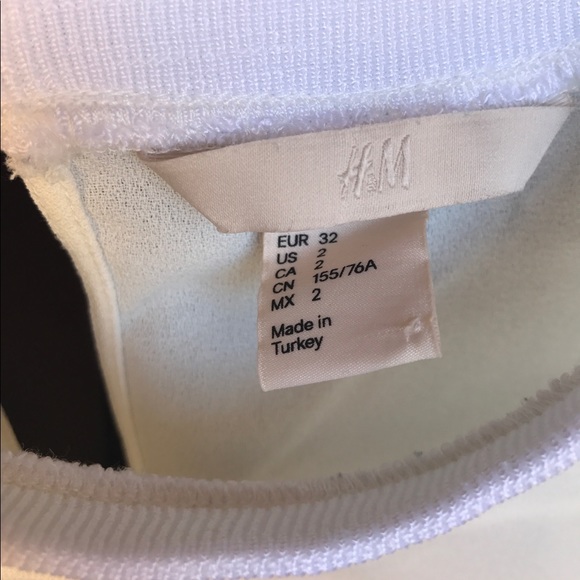 H&M
EUR 32
US 2
CA 2
CN 155/76A
MX 2
Made in
Turkey